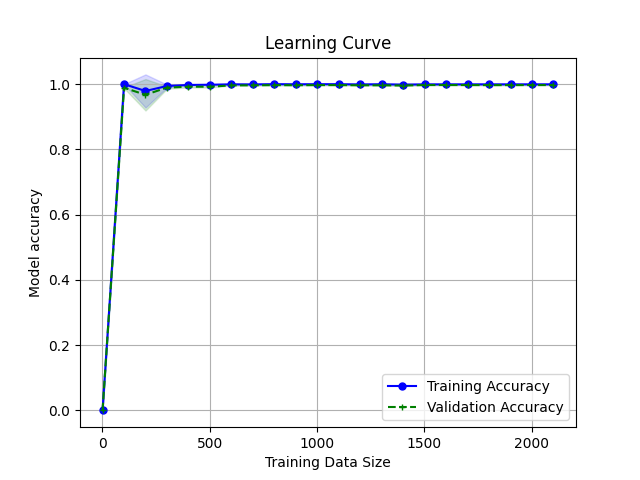 Learning Curve
1.0
0.8
0.6
0.4
0.2
0.0
Model accuracy
Training Accuracy
Validation Accuracy
0 500 1000 1500 2000
Training Data Size